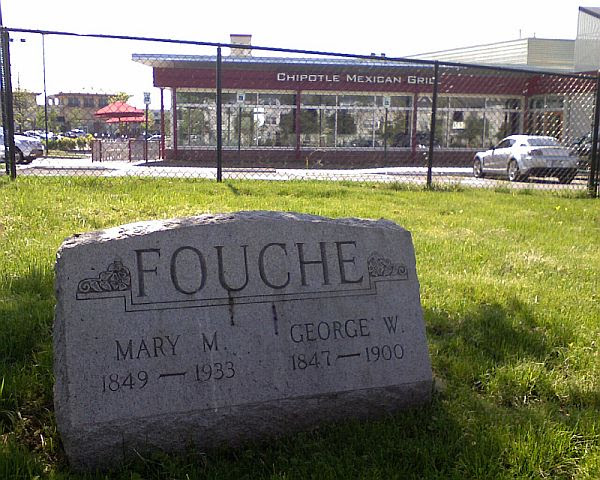 CHIPOTLE MEXICAN GRILL
FOUCHE
MARY M.
1849 — 1933
GEORGE W.
1847 — 1900